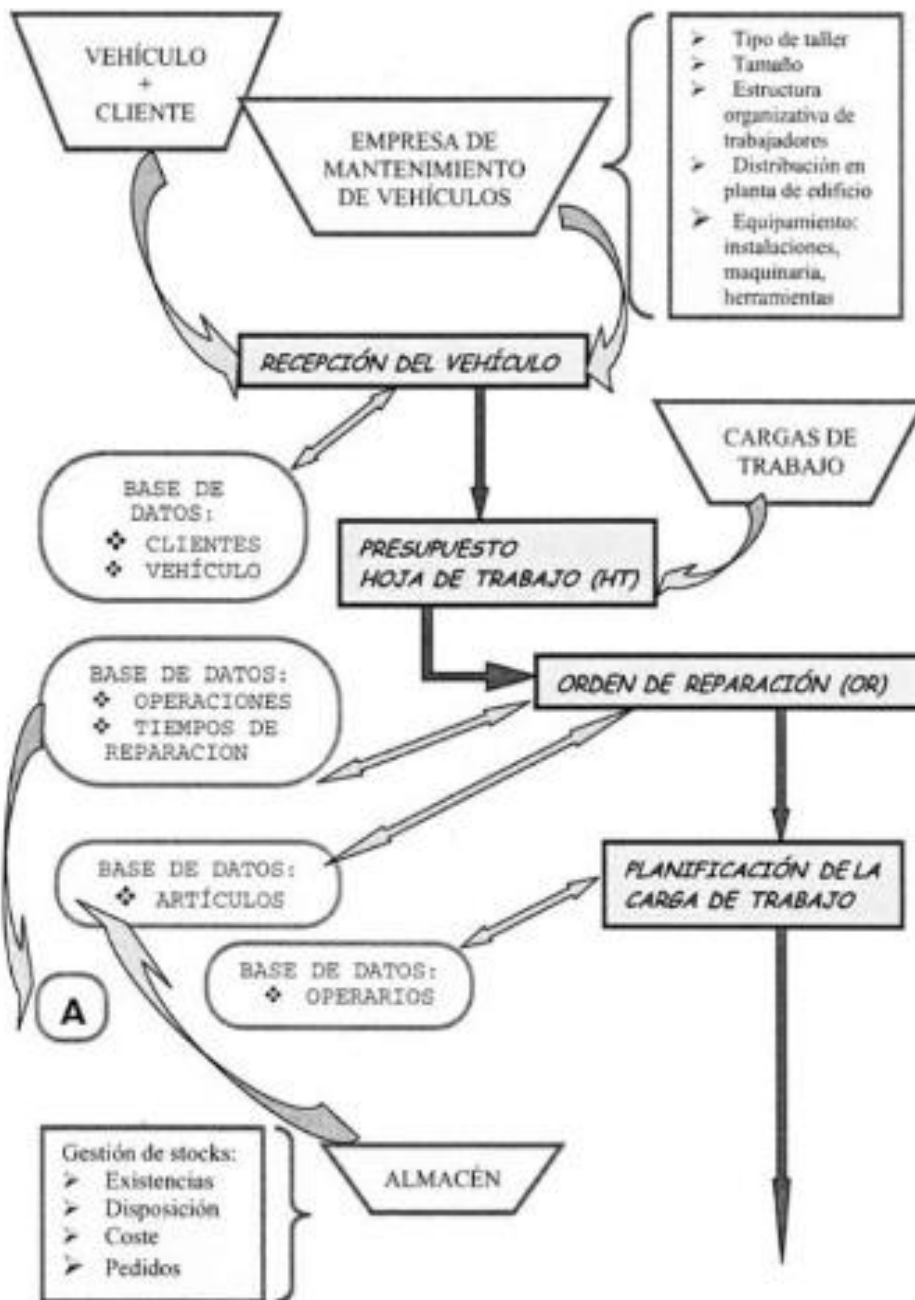 VEHÍCULO
+
CLIENTE
EMPRESA DE
MANTENIMIENTO
DE VEHÍCULOS
➢ Tipo de taller
➢ Tamaño
➢ Estructura
organizativa de
trabajadores
➢ Distribución en
planta de edificio
➢ Equipamiento:
instalaciones,
maquinaria,
herramientas
RECEPCIÓN DEL VEHÍCULO
CARGAS DE
TRABAJO
BASE DE
DATOS:
❖ CLIENTES
❖ VEHÍCULO
PRESUPUESTO
HOJA DE TRABAJO (HT)
BASE DE DATOS:
❖ OPERACIONES
❖ TIEMPOS DE
REPARACION
ORDEN DE REPARACIÓN (OR)
BASE DE DATOS:
❖ ARTÍCULOS
PLANIFICACIÓN DE LA
CARGA DE TRABAJO
BASE DE DATOS:
❖ OPERARIOS
A
Gestión de stocks:
➢ Existencias
➢ Disposición
➢ Coste
➢ Pedidos
ALMACÉN